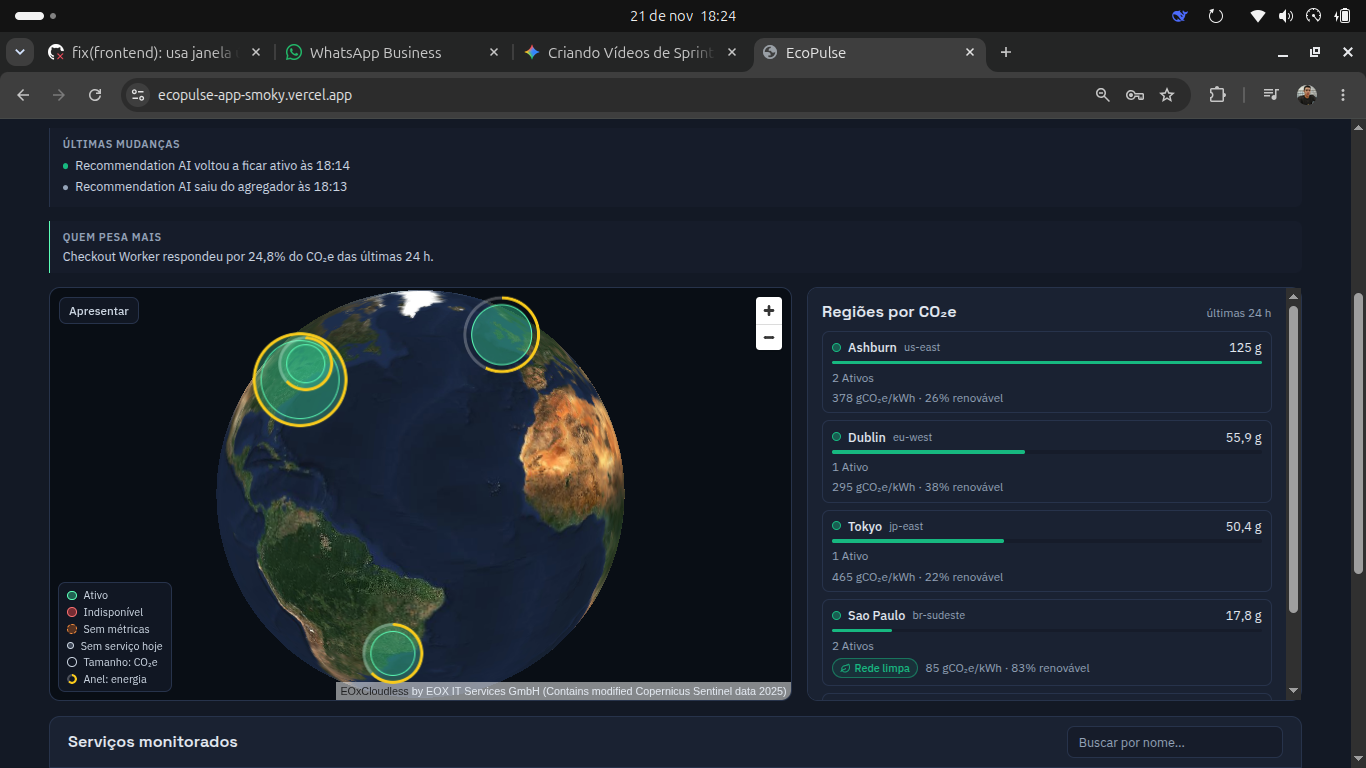 21 de nov 18:24
fix(frontend): usa janela
WhatsApp Business
Criando Vídeos de Sprint
EcoPulse
ecopulse-app-smoky.vercel.app
ÚLTIMAS MUDANÇAS
Recommendation AI voltou a ficar ativo às 18:14
Recommendation AI saiu do agregador às 18:13
QUEM PESA MAIS
Checkout Worker respondeu por 24,8% do CO₂e das últimas 24 h.
Apresentar
+
−
Ativo
Indisponível
Sem métricas
Sem serviço hoje
Tamanho: CO₂e
Anel: energia
EOxCloudless by EOX IT Services GmbH (Contains modified Copernicus Sentinel data 2025)
Regiões por CO₂e últimas 24 h
Ashburn us-east 125 g
2 Ativos
378 gCO₂e/kWh · 26% renovável
Dublin eu-west 55,9 g
1 Ativo
295 gCO₂e/kWh · 38% renovável
Tokyo jp-east 50,4 g
1 Ativo
465 gCO₂e/kWh · 22% renovável
Sao Paulo br-sudeste 17,8 g
2 Ativos
Rede limpa 85 gCO₂e/kWh · 83% renovável
Serviços monitorados
Buscar por nome...